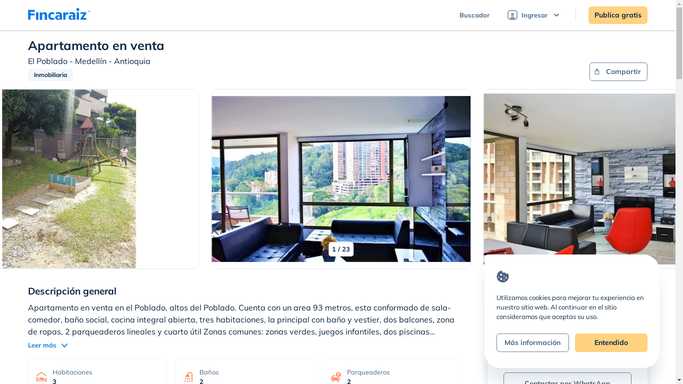 Fincaraiz
Buscador
Ingresar
Publica gratis
Apartamento en venta
El Poblado - Medellín - Antioquia
Inmobiliaria
Compartir
1 / 23
Descripción general
Apartamento en venta en el Poblado, altos del Poblado. Cuenta con un area 93 metros, esta conformado de sala-
comedor, baño social, cocina integral abierta, tres habitaciones, la principal con baño y vestier, dos balcones, zona
de ropas, 2 parqueaderos lineales y cuarto útil Zonas comunes: zonas verdes, juegos infantiles, dos piscinas...
Leer más
Habitaciones
3
Baños
2
Parqueaderos
2
Utilizamos cookies para mejorar tu experiencia en
nuestro sitio web. Al continuar en el sitio
consideramos que aceptas su uso.
Más información
Entendido
Contactar por WhatsApp